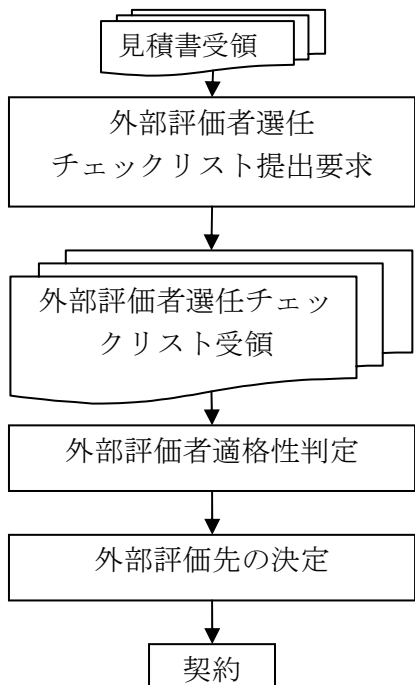 見積書受領
外部評価者選任
チェックリスト提出要求
外部評価者選任チェッ
クリスト受領
外部評価者適格性判定
外部評価先の決定
契約